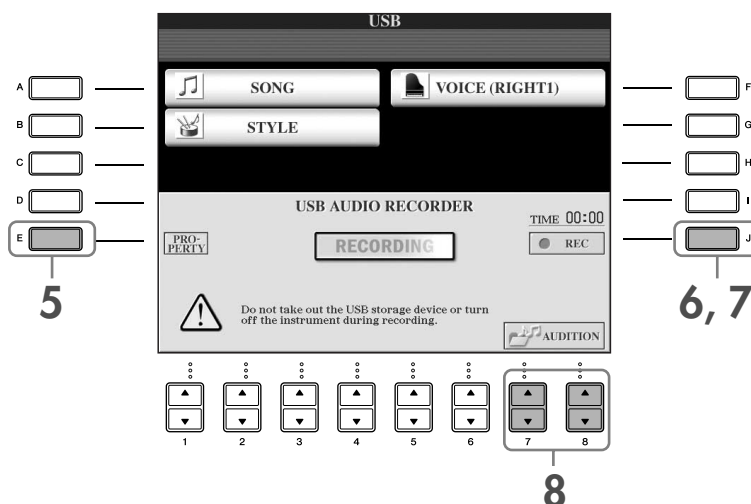 USB
A
SONG
VOICE (RIGHT1)
F
B
STYLE
G
C
H
D
I
USB AUDIO RECORDER
TIME 00:00
E
PRO-
PERTY
RECORDING
REC
J
5
6, 7
Do not take out the USB storage device or turn
off the instrument during recording.
AUDITION
1 2 3 4 5 6 7 8
8